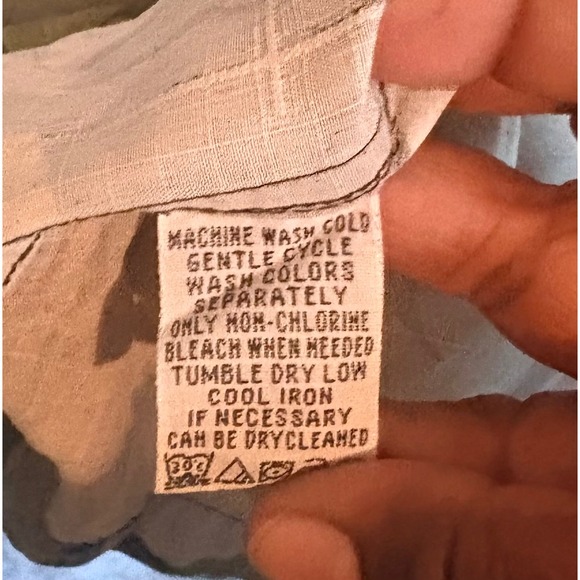 MACHINE WASH COLD
GENTLE CYCLE
WASH COLORS
SEPARATELY
ONLY NON-CHLORINE
BLEACH WHEN NEEDED
TUMBLE DRY LOW
COOL IRON
IF NECESSARY
CAN BE DRYCLEANED
30°C